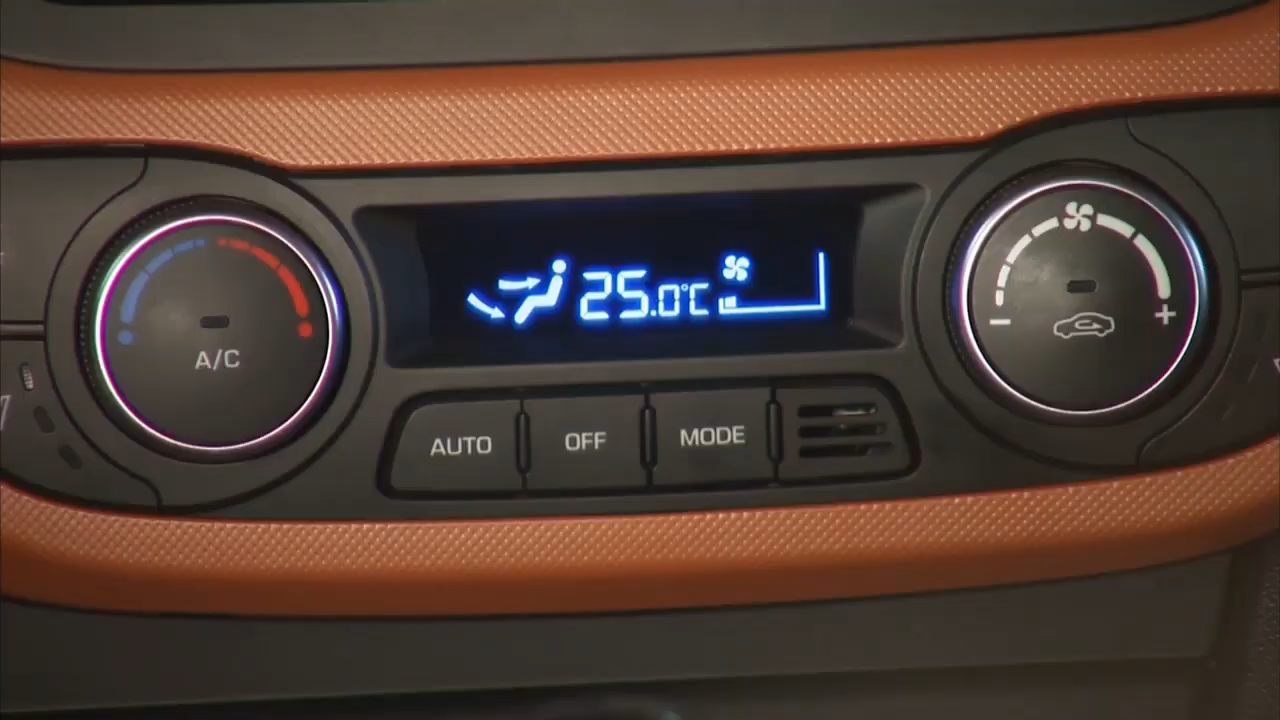 25.0°C
A/C
- +
AUTO OFF MODE